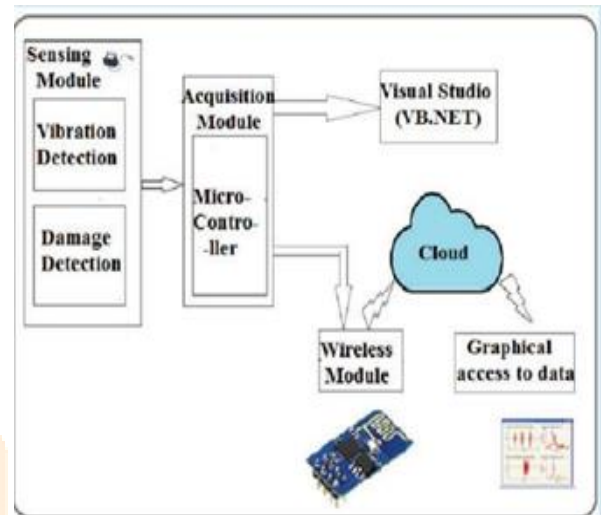 Sensing
Module
Vibration
Detection
Damage
Detection
Acquisition
Module
Micro-
Contro-
-ller
Visual Studio
(VB.NET)
Cloud
Wireless
Module
Graphical
access to data